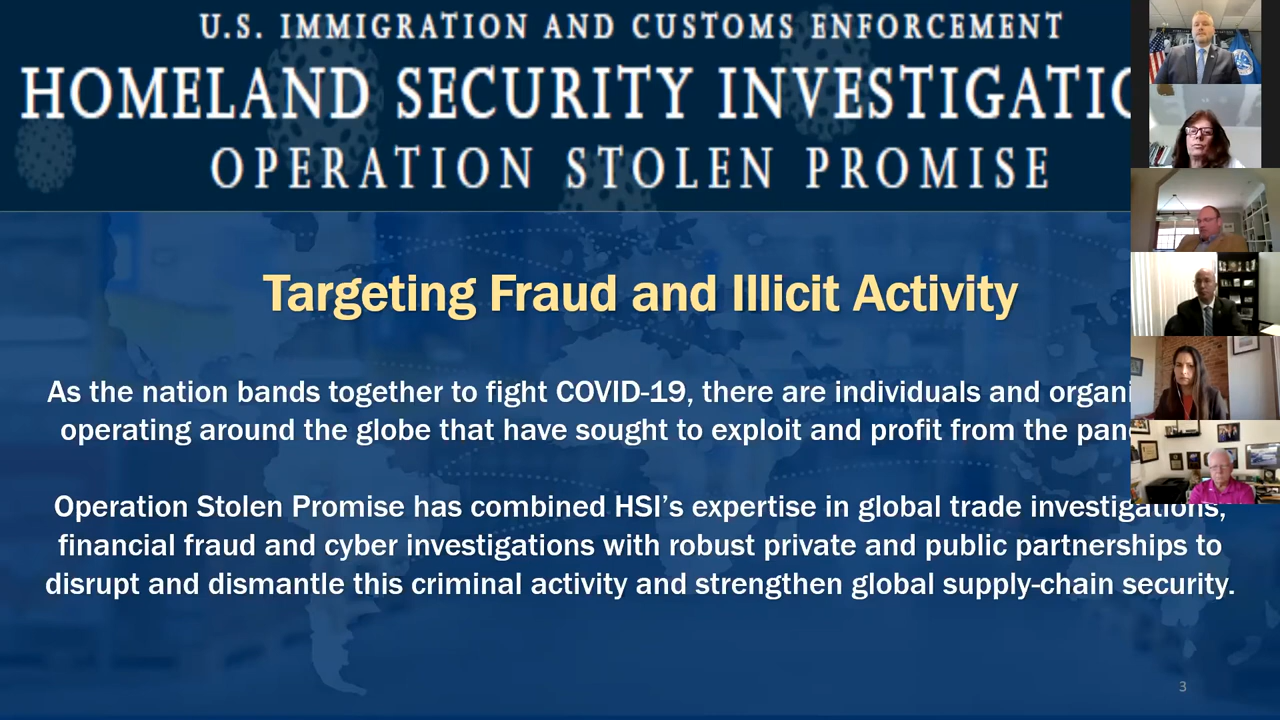 U.S. IMMIGRATION AND CUSTOMS ENFORCEMENT
HOMELAND SECURITY
OPERATION STOLEN PROMISE
Targeting Fraud and Illicit Activity
As the nation bands together to fight COVID-19, there are individuals and
operating around the globe that have sought to exploit and profit from the
Operation Stolen Promise has combined HSI’s expertise in global trade investigations,
financial fraud and cyber investigations with robust private and public partnerships to
disrupt and dismantle this criminal activity and strengthen global supply-chain security.
3